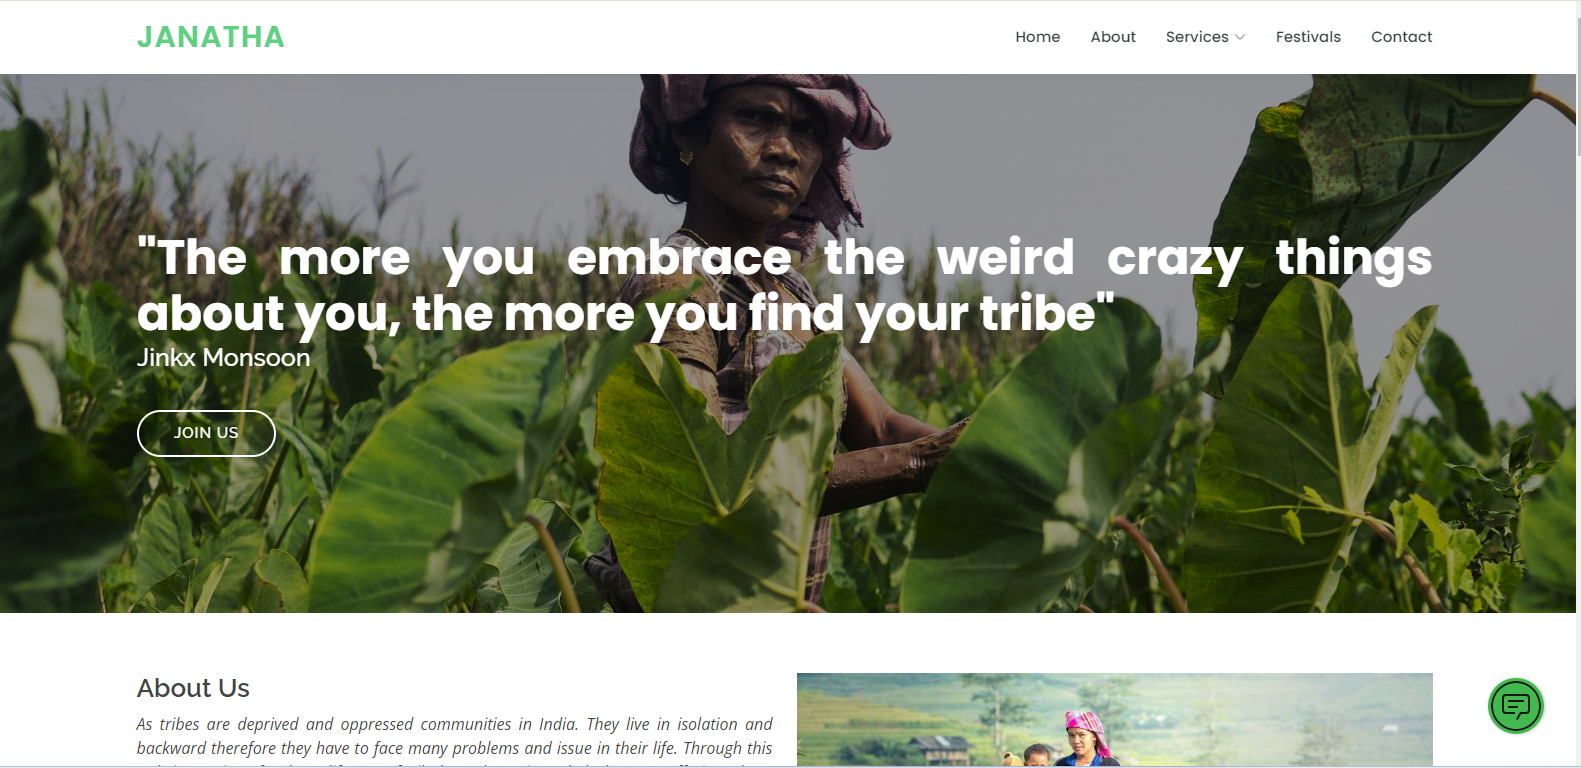 JANATHA
Home About Services Festivals Contact
"The more you embrace the weird crazy things
about you, the more you find your tribe"
Jinkx Monsoon
JOIN US
About Us
As tribes are deprived and oppressed communities in India. They live in isolation and
backward therefore they have to face many problems and issue in their life. Through this